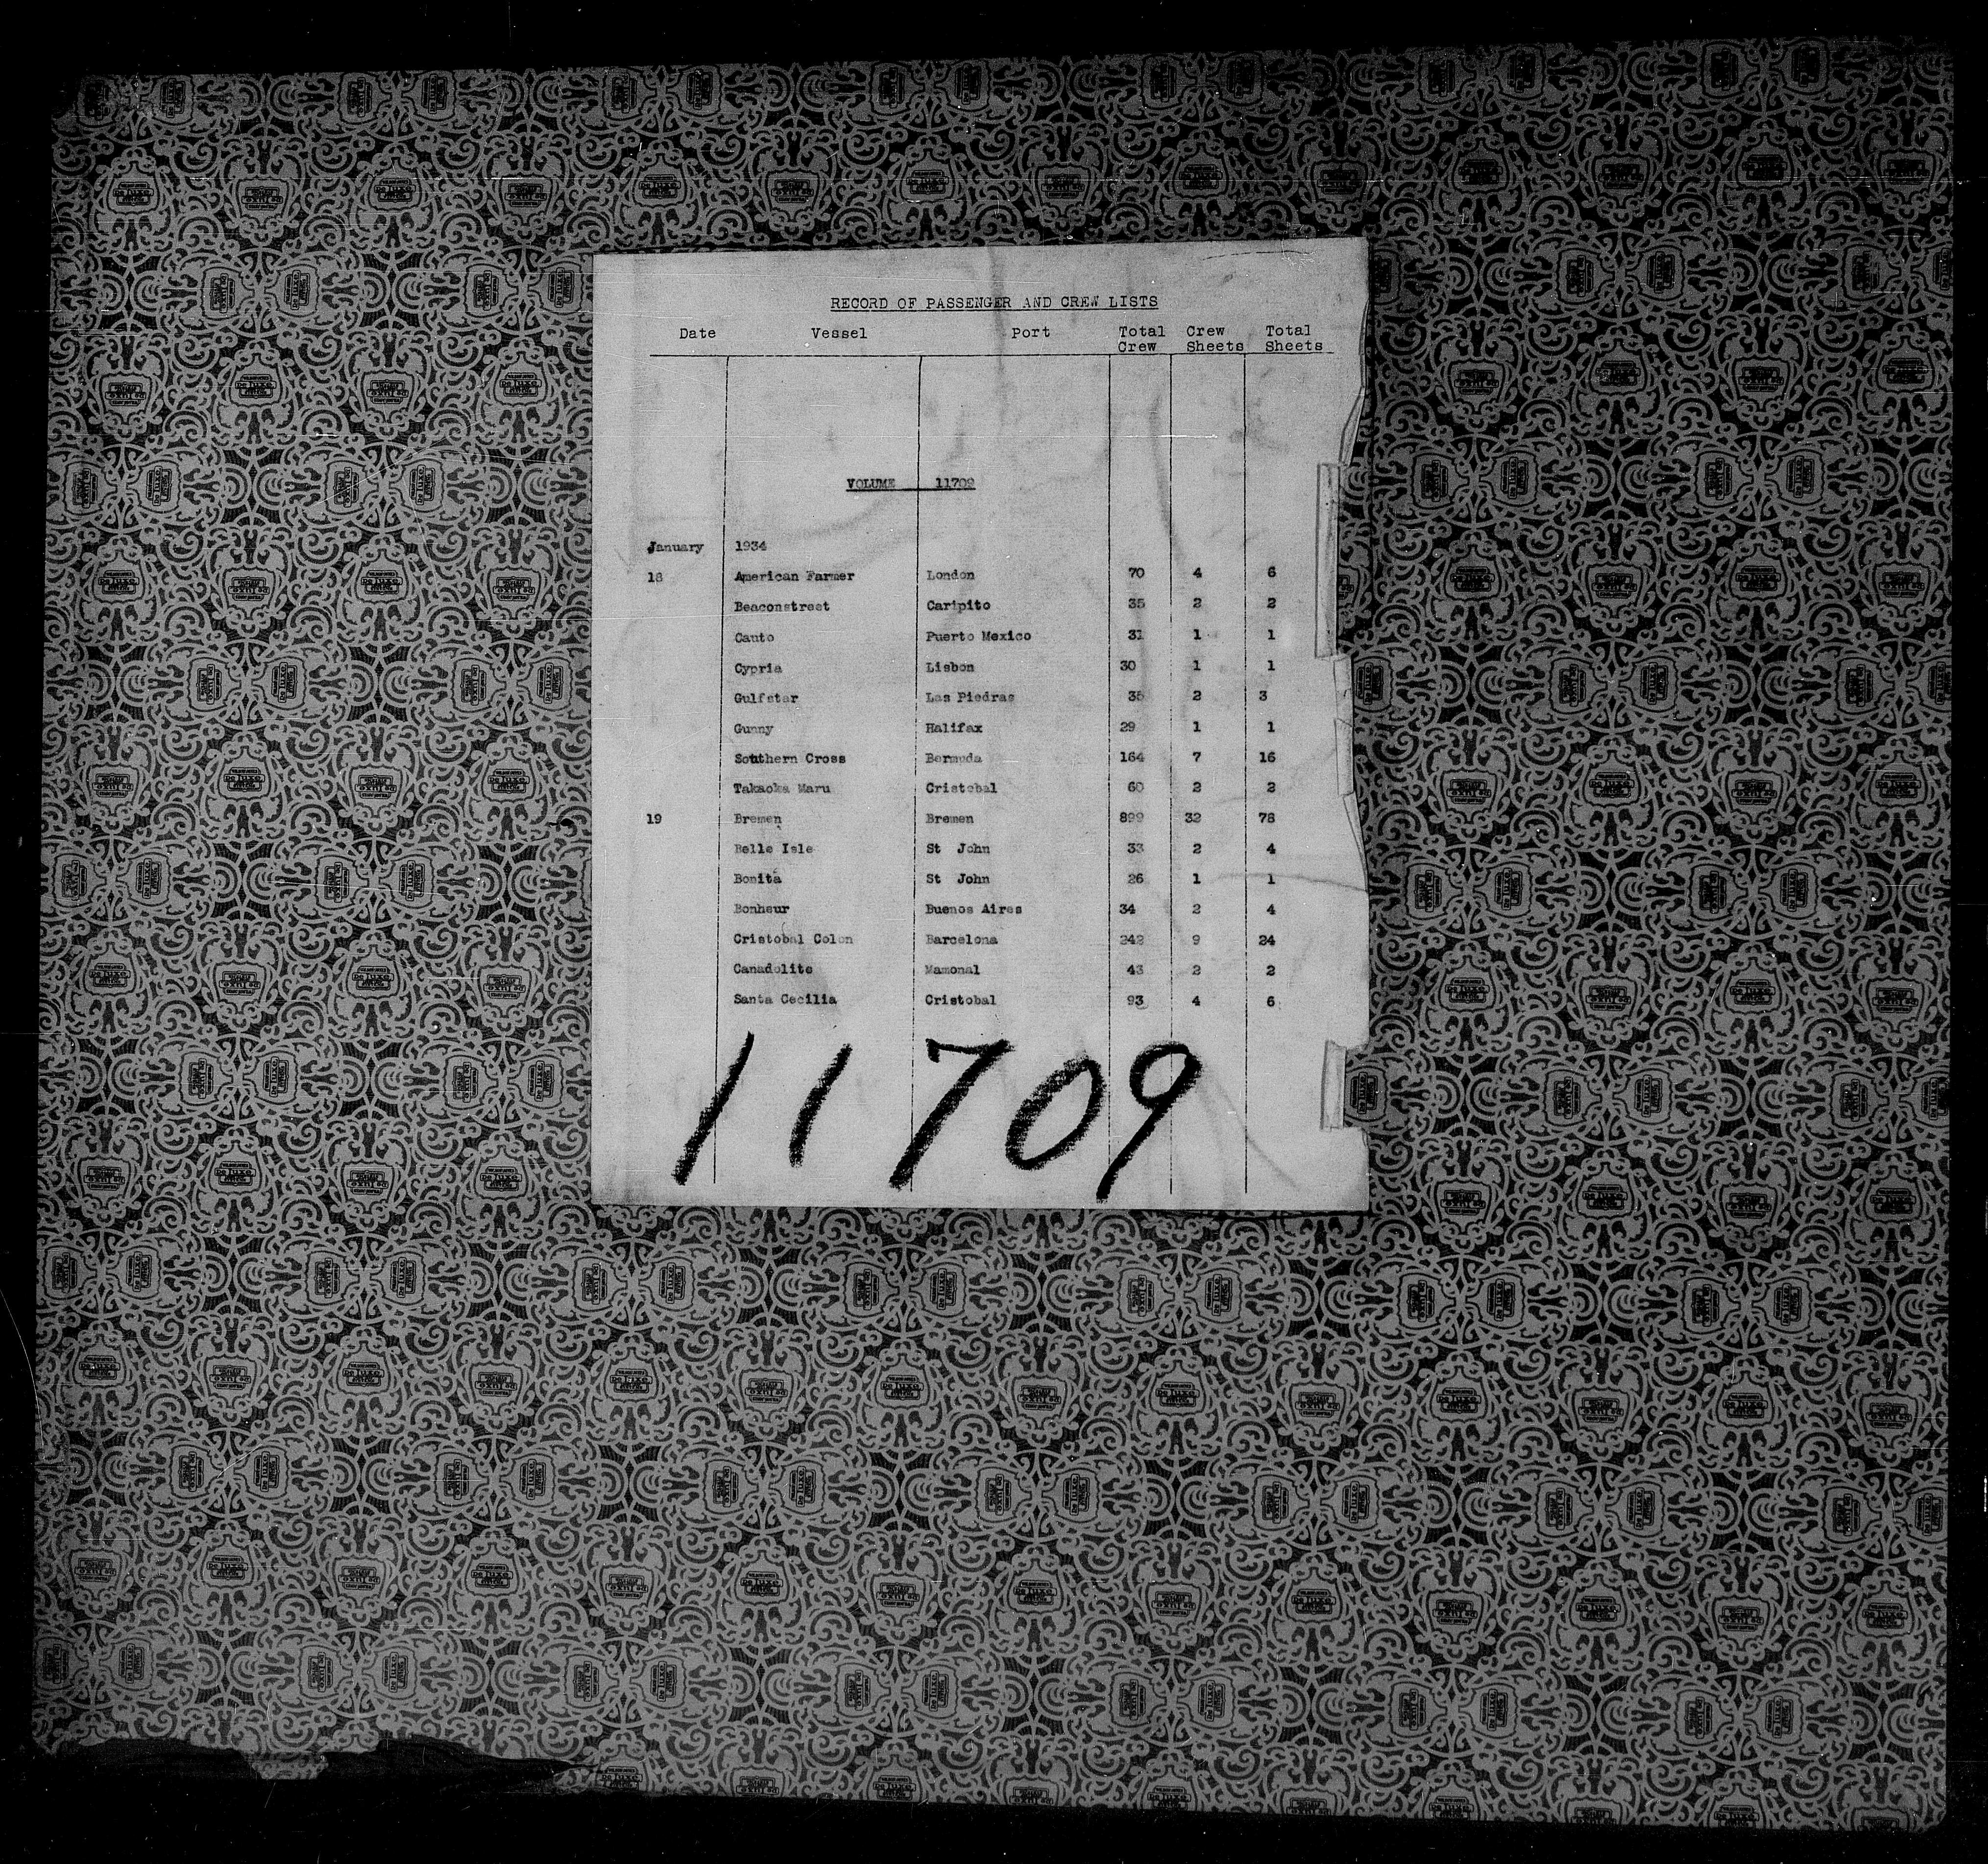 RECORD OF PASSENGER AND CREW LISTS
Date Vessel Port Total Crew Crew Sheets Total Sheets
VOLUME 11709
January 1934
18 American Farmer London 70 4 6
Beaconstreet Caripito 35 2 2
Cauto Puerto Mexico 31 1 1
Cypria Lisbon 30 1 1
Gulfstar Las Piedras 35 2 3
Gunny Halifax 29 1 1
Southern Cross Bermuda 164 7 16
Takaoka Maru Cristobal 60 2 2
19 Bremen Bremen 899 32 78
Belle Isle St John 33 2 4
Bonita St John 26 1 1
Bonheur Buenos Aires 34 2 4
Cristobal Colon Barcelona 242 9 24
Canadolite Mamonal 43 2 2
Santa Cecilia Cristobal 93 4 6
11709
De luxe